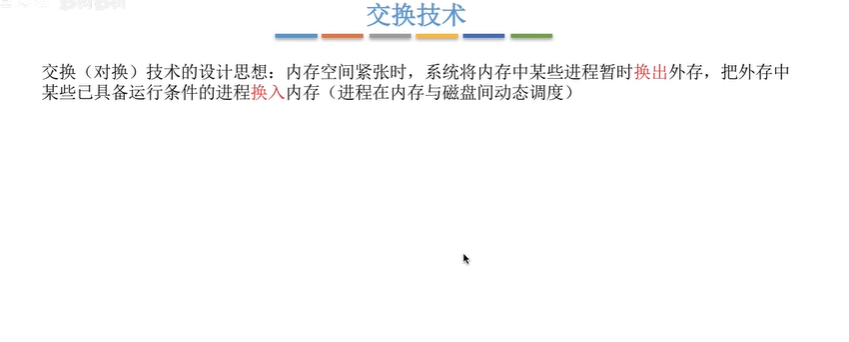 交换技术
交换（对换）技术的设计思想：内存空间紧张时，系统将内存中某些进程暂时换出外存，把外存中
某些已具备运行条件的进程换入内存（进程在内存与磁盘间动态调度）